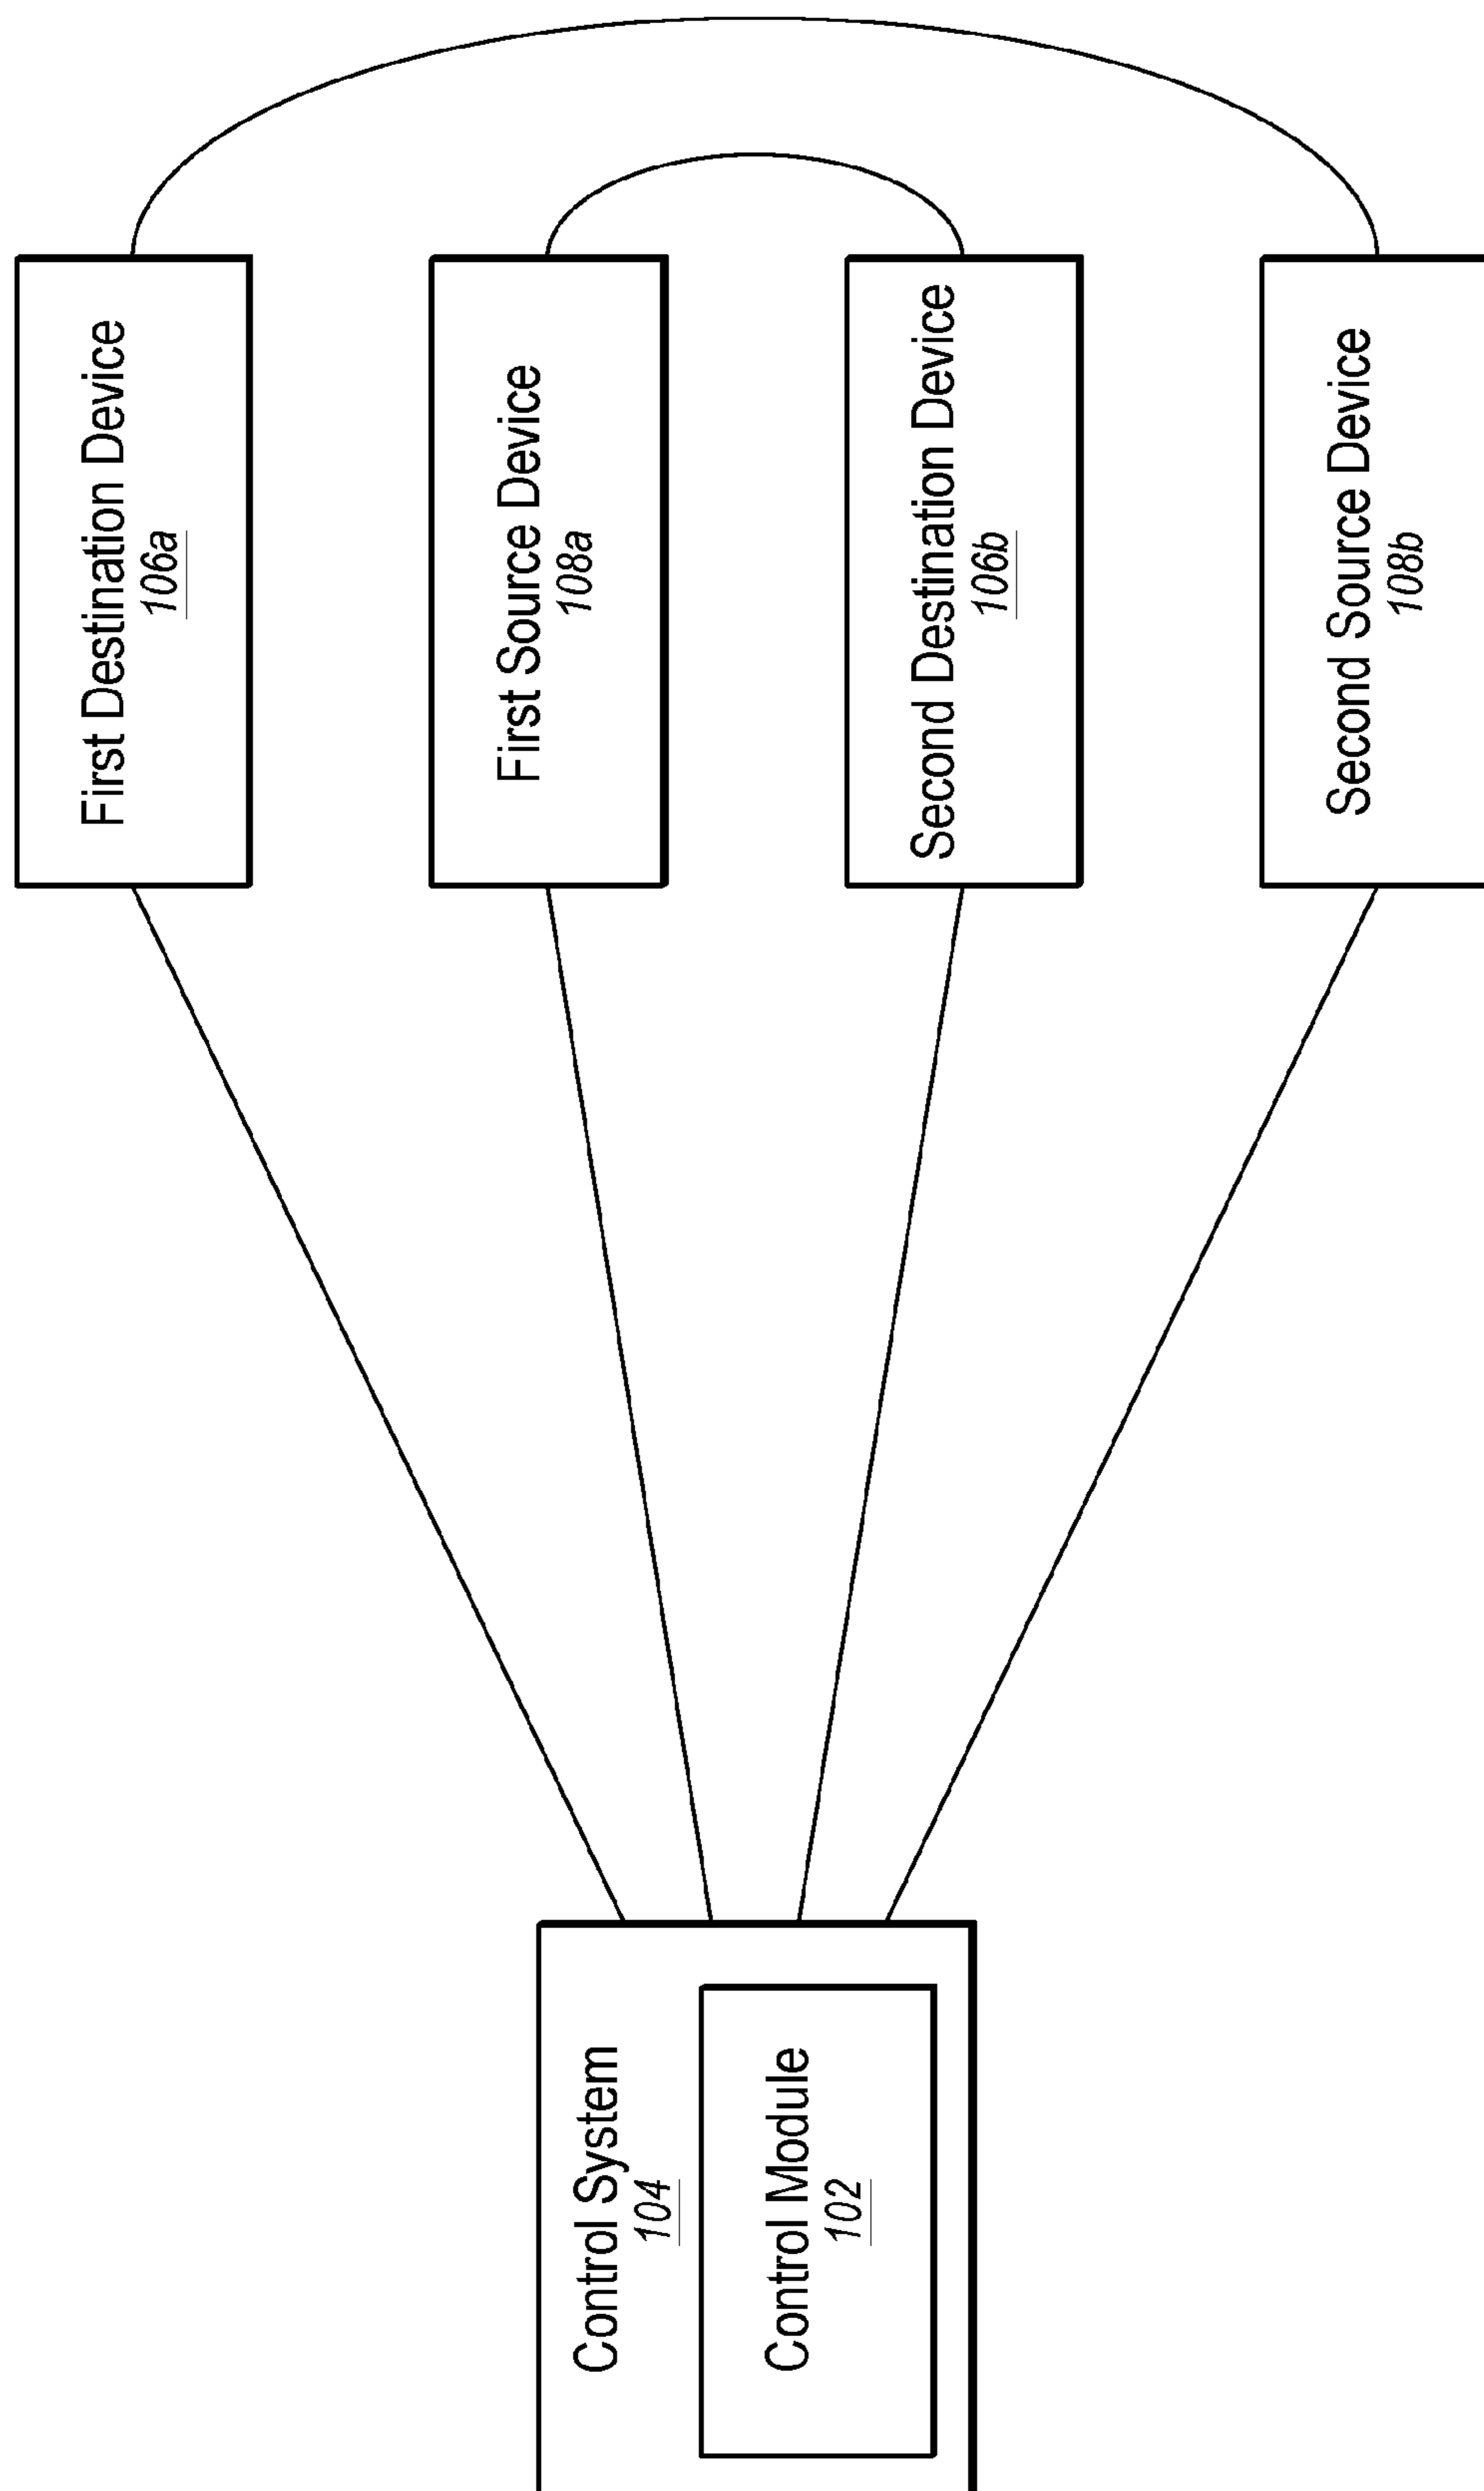 First Destination Device
106a
First Source Device
108a
Second Destination Device
106b
Second Source Device
108b
Control System
104
Control Module
102